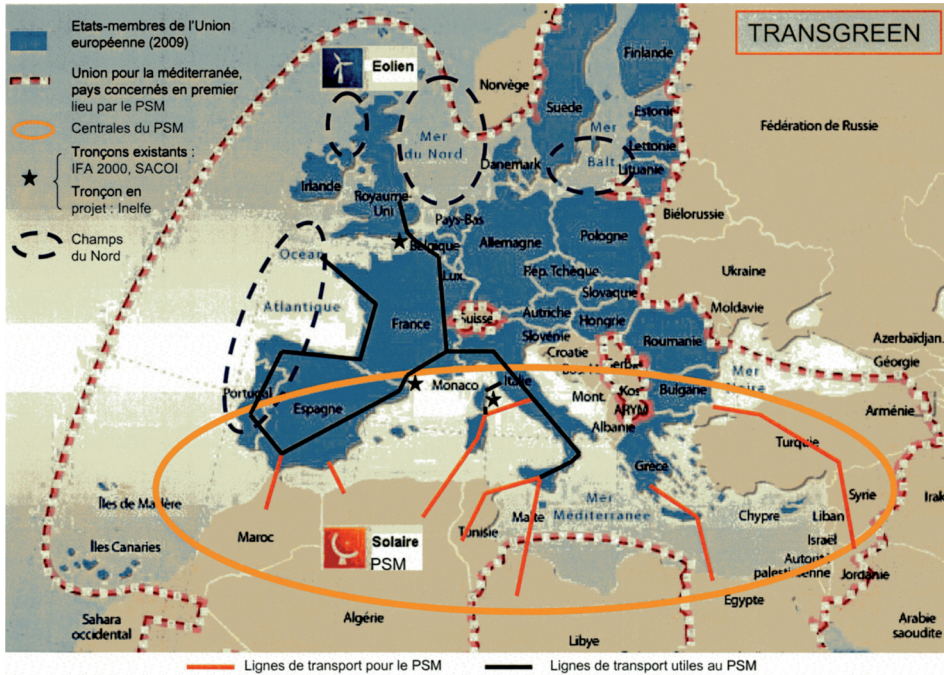 TRANSGREEN
Etats-membres de l'Union
européenne (2009)
Union pour la méditerranée,
pays concernés en premier
lieu par le PSM
Centrales du PSM
Tronçons existants :
IFA 2000, SACOI
Tronçon en
projet : Inelfe
Champs
du Nord
Eolien
Norvège
Finlande
Suède
Estonie
Mer
du Nord
Mer
Balt
Lettonie
Lituanie
Danemark
Fédération de Russie
Irlande
Royaume-
Uni
Pays-Bas
Biélorussie
Belgique
Allemagne
Pologne
Océan
Atlantique
Lux.
Rép. Tchèque
Ukraine
Slovaquie
Suisse
Autriche
Hongrie
Moldavie
France
Slovénie
Roumanie
Croatie
Azerbaïdjan
Géorgie
Monaco
Italie
Mont.
Kos
ARYM
Bulgarie
Mer
Noire
Arménie
Portugal
Espagne
Albanie
Grèce
Turquie
Îles de Madère
Mer
Méditerranée
Malte
Tunisie
Chypre
Syrie
Liban
Irak
Maroc
Solaire
PSM
Israël
Autorité
palestinienne
Jordanie
Îles Canaries
Sahara
occidental
Algérie
Libye
Egypte
Arabie
saoudite
Lignes de transport pour le PSM
Lignes de transport utiles au PSM